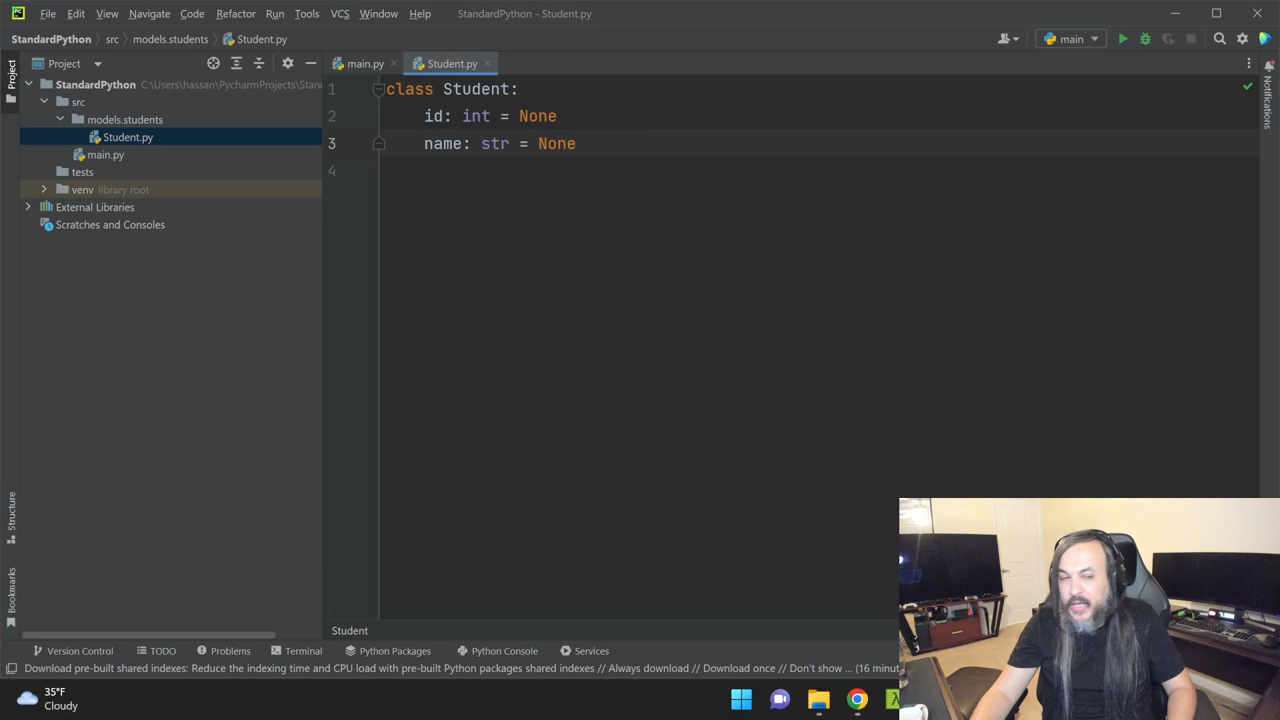 File Edit View Navigate Code Refactor Run Tools VCS Window Help StandardPython - Student.py
StandardPython src models.students Student.py main
Project
Project
main.py
Student.py
StandardPython C:\Users\hassan\PycharmProjects\Stan
src
models.students
Student.py
main.py
tests
venv library root
External Libraries
Scratches and Consoles
1 class Student:
2 id: int = None
3 name: str = None
4
Notifications
Structure
Bookmarks
Student
Version Control TODO Problems Terminal Python Packages Python Console Services
Download pre-built shared indexes: Reduce the indexing time and CPU load with pre-built Python packages shared indexes // Always download // Download once // Don't show ... (16 minut
35°F
Cloudy